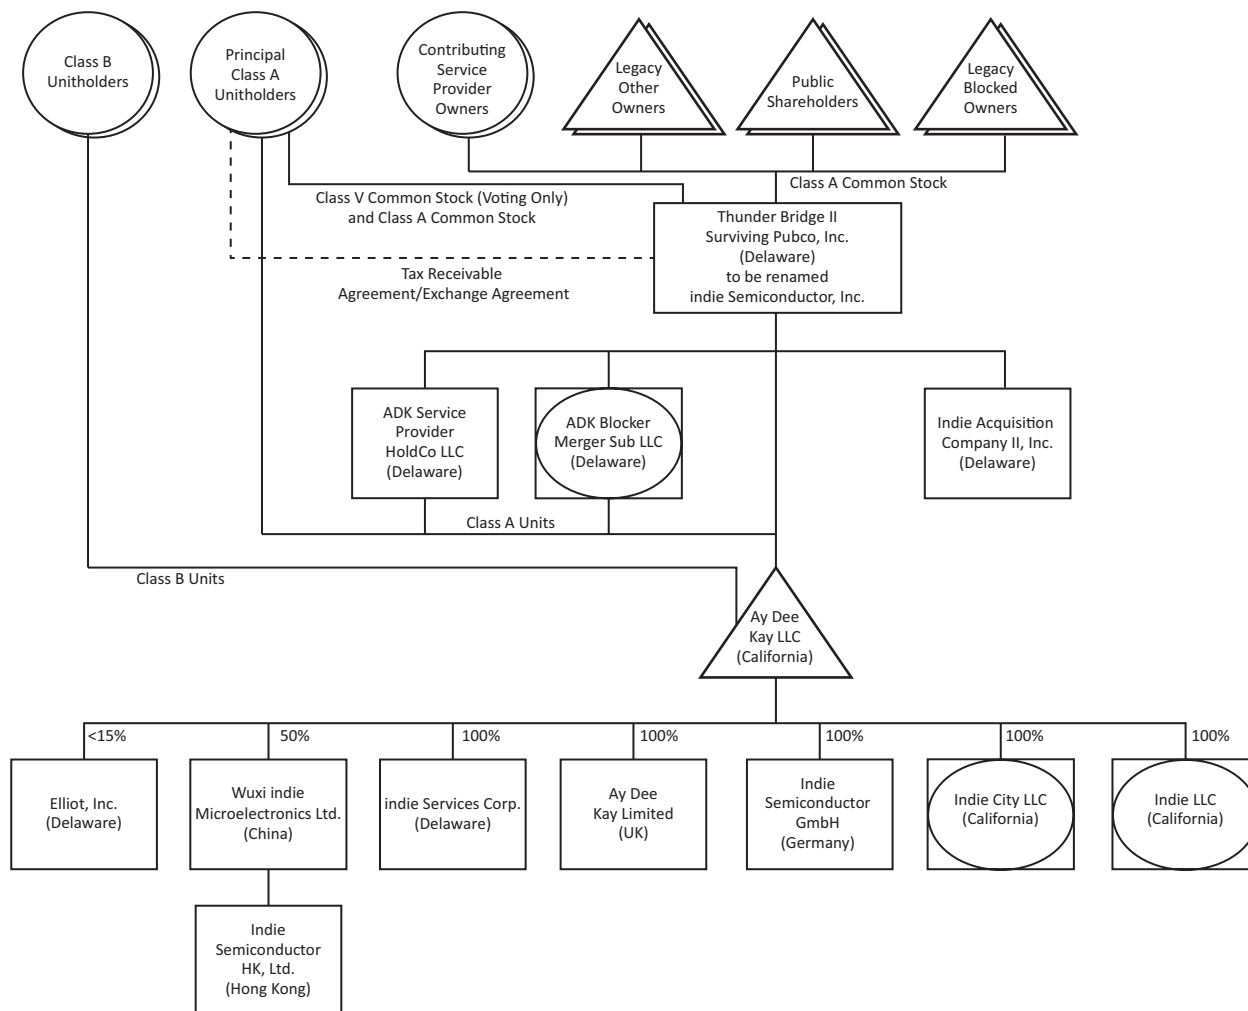 Class B
Unitholders
Principal
Class A
Unitholders
Contributing
Service
Provider
Owners
Legacy
Other
Owners
Public
Shareholders
Legacy
Blocked
Owners
Class A Common Stock
Class V Common Stock (Voting Only)
and Class A Common Stock
Thunder Bridge II
Surviving Pubco, Inc.
(Delaware)
to be renamed
indie Semiconductor, Inc.
Tax Receivable
Agreement/Exchange Agreement
ADK Service
Provider
HoldCo LLC
(Delaware)
ADK Blocker
Merger Sub LLC
(Delaware)
Indie Acquisition
Company II, Inc.
(Delaware)
Class A Units
Class B Units
Ay Dee
Kay LLC
(California)
<15%
50%
100%
100%
100%
100%
100%
Elliot, Inc.
(Delaware)
Wuxi indie
Microelectronics Ltd.
(China)
indie Services Corp.
(Delaware)
Ay Dee
Kay Limited
(UK)
Indie
Semiconductor
GmbH
(Germany)
Indie City LLC
(California)
Indie LLC
(California)
Indie
Semiconductor
HK, Ltd.
(Hong Kong)